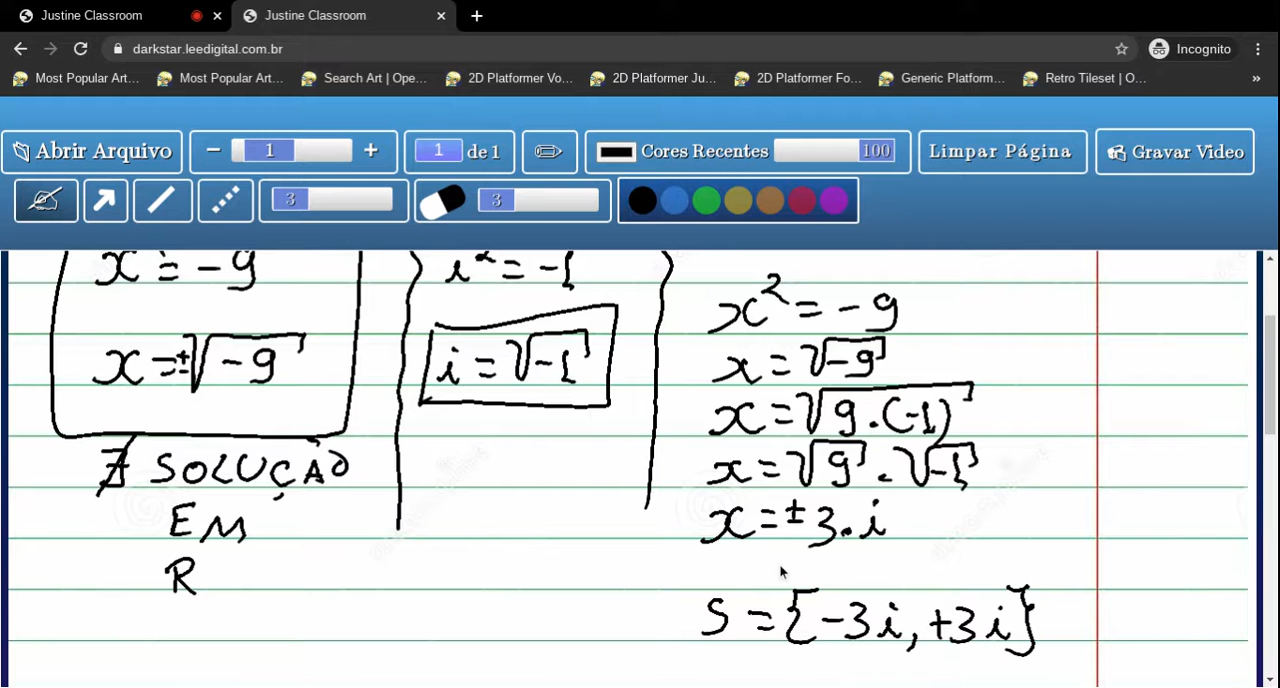 Justine Classroom
Justine Classroom
darkstar.leedigital.com.br
Incognito
Most Popular Art...
Most Popular Art...
Search Art | Ope...
2D Platformer Vo...
2D Platformer Ju...
2D Platformer Fo...
Generic Platform...
Retro Tileset | O...
»
Abrir Arquivo
− 1 +
1 de 1
Cores Recentes 100
Limpar Página
Gravar Video
3
3
x² = -9
x = ±√-9
∄ SOLUÇÃO
EM
R
i² = -1
i = √-1
x² = -9
x = √-9
x = √9.(-1)
x = √9 . √-1
x = ±3.i
S = {-3i, +3i}